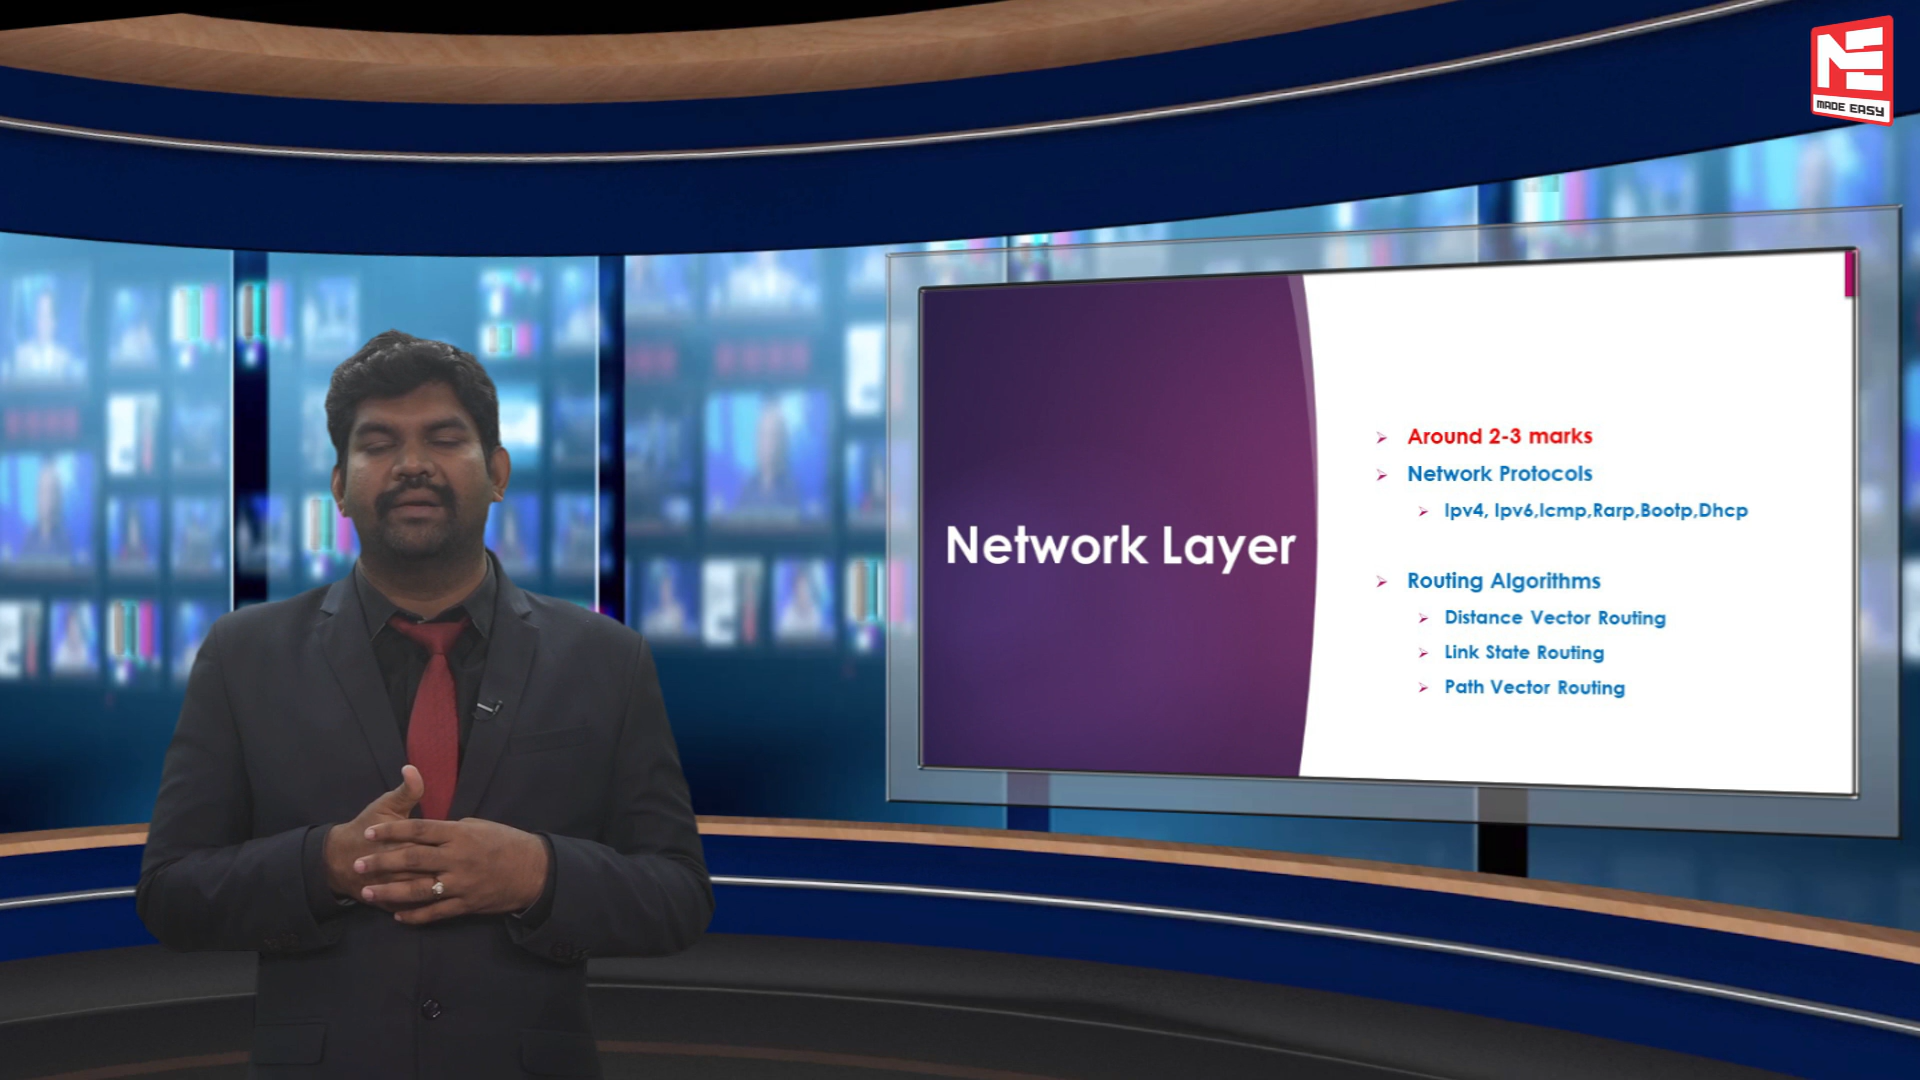 MADE EASY
Network Layer
Around 2-3 marks
Network Protocols
Ipv4, Ipv6,Icmp,Rarp,Bootp,Dhcp
Routing Algorithms
Distance Vector Routing
Link State Routing
Path Vector Routing